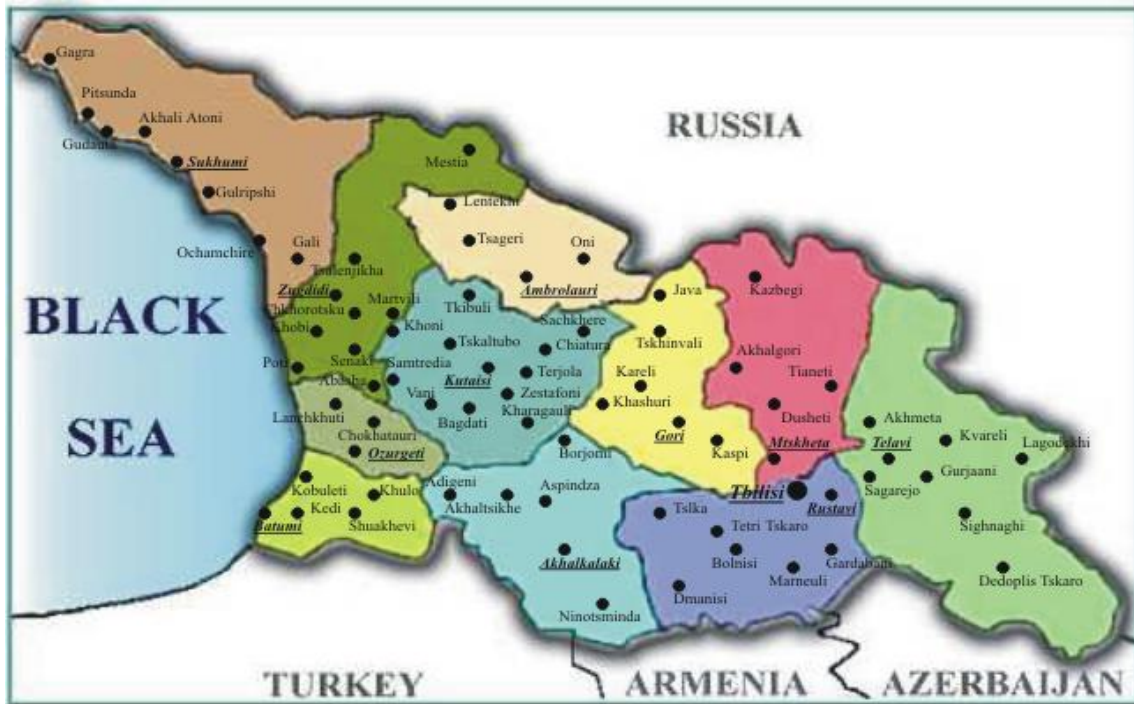 Gagra
Pitsunda
Akhali Atoni
Gudauta
Sukhumi
Gulripshi
Ochamchire
Gali
RUSSIA
Mestia
Lentekhi
Tsageri
Oni
Ambrolauri
Tsalenjikha
Zugdidi
Chkhorotsku
Martvili
Khobi
Khoni
Senaki
Poti
Abasha
Samtredia
Tkibuli
Sachkhere
Tskaltubo
Chiatura
Kutaisi
Terjola
Vani
Zestafoni
Bagdati
Kharagauli
Java
Tskhinvali
Kareli
Khashuri
Gori
Kaspi
Kazbegi
Akhalgori
Tianeti
Dusheti
Mtskheta
BLACK
SEA
Lanchkhuti
Chokhatauri
Ozurgeti
Kobuleti
Khulo
Batumi
Kedi
Shuakhevi
Borjomi
Adigeni
Akhaltsikhe
Aspindza
Akhalkalaki
Ninotsminda
Tbilisi
Rustavi
Tslka
Tetri Tskaro
Bolnisi
Gardabani
Marneuli
Dmanisi
Akhmeta
Telavi
Kvareli
Lagodekhi
Sagarejo
Gurjaani
Sighnaghi
Dedoplis Tskaro
TURKEY
ARMENIA
AZERBAIJAN